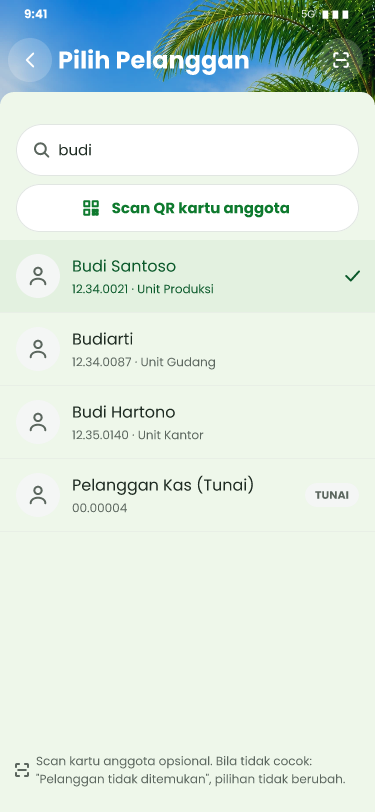 9:41
5G
Pilih Pelanggan
budi
Scan QR kartu anggota
Budi Santoso
12.34.0021 · Unit Produksi
Budiarti
12.34.0087 · Unit Gudang
Budi Hartono
12.35.0140 · Unit Kantor
Pelanggan Kas (Tunai)
TUNAI
00.00004
Scan kartu anggota opsional. Bila tidak cocok:
"Pelanggan tidak ditemukan", pilihan tidak berubah.